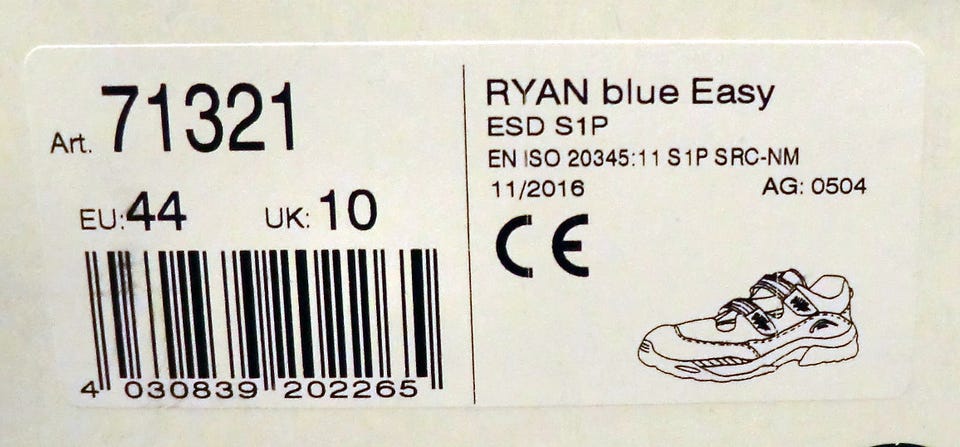 Art. 71321
EU:44 UK: 10
4 030839 202265
RYAN blue Easy
ESD S1P
EN ISO 20345:11 S1P SRC-NM
11/2016 AG: 0504
CE